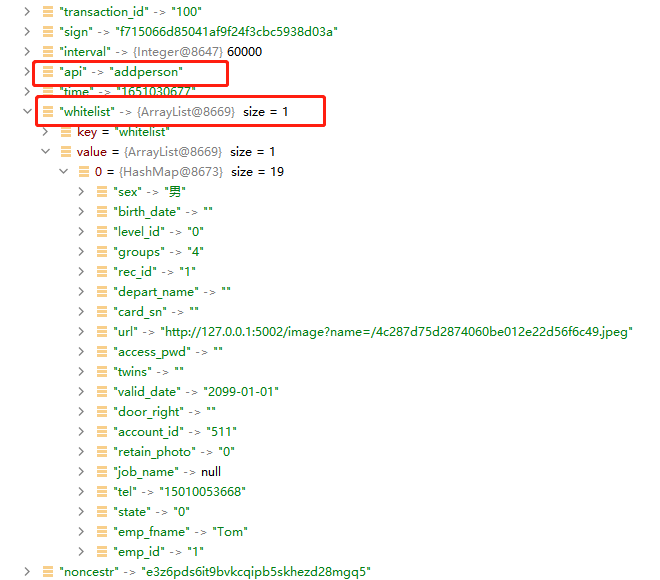 "transaction_id" -> "100"
"sign" -> "f715066d85041af9f24f3cbc5938d03a"
"interval" -> {Integer@8647} 60000
"api" -> "addperson"
"time" -> "1651030677"
"whitelist" -> {ArrayList@8669} size = 1
key = "whitelist"
value = {ArrayList@8669} size = 1
0 = {HashMap@8673} size = 19
"sex" -> "男"
"birth_date" -> ""
"level_id" -> "0"
"groups" -> "4"
"rec_id" -> "1"
"depart_name" -> ""
"card_sn" -> ""
"url" -> "http://127.0.0.1:5002/image?name=/4c287d75d2874060be012e22d56f6c49.jpeg"
"access_pwd" -> ""
"twins" -> ""
"valid_date" -> "2099-01-01"
"door_right" -> ""
"account_id" -> "511"
"retain_photo" -> "0"
"job_name" -> null
"tel" -> "15010053668"
"state" -> "0"
"emp_fname" -> "Tom"
"emp_id" -> "1"
"noncestr" -> "e3z6pds6it9bvkcqipb5skhezd28mgq5"